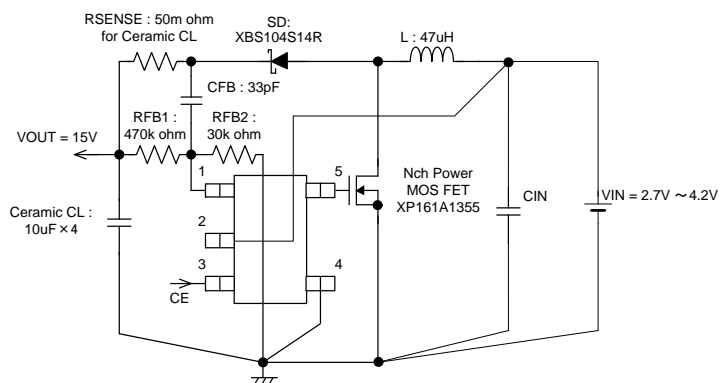 RSENSE : 50m ohm
for Ceramic CL
SD:
XBS104S14R
L : 47uH
CFB : 33pF
RFB1 :
470k ohm
RFB2 :
30k ohm
VOUT = 15V
1
5
Nch Power
MOS FET
XP161A1355
CIN
VIN = 2.7V ～4.2V
Ceramic CL :
10uF×4
2
3
4
CE